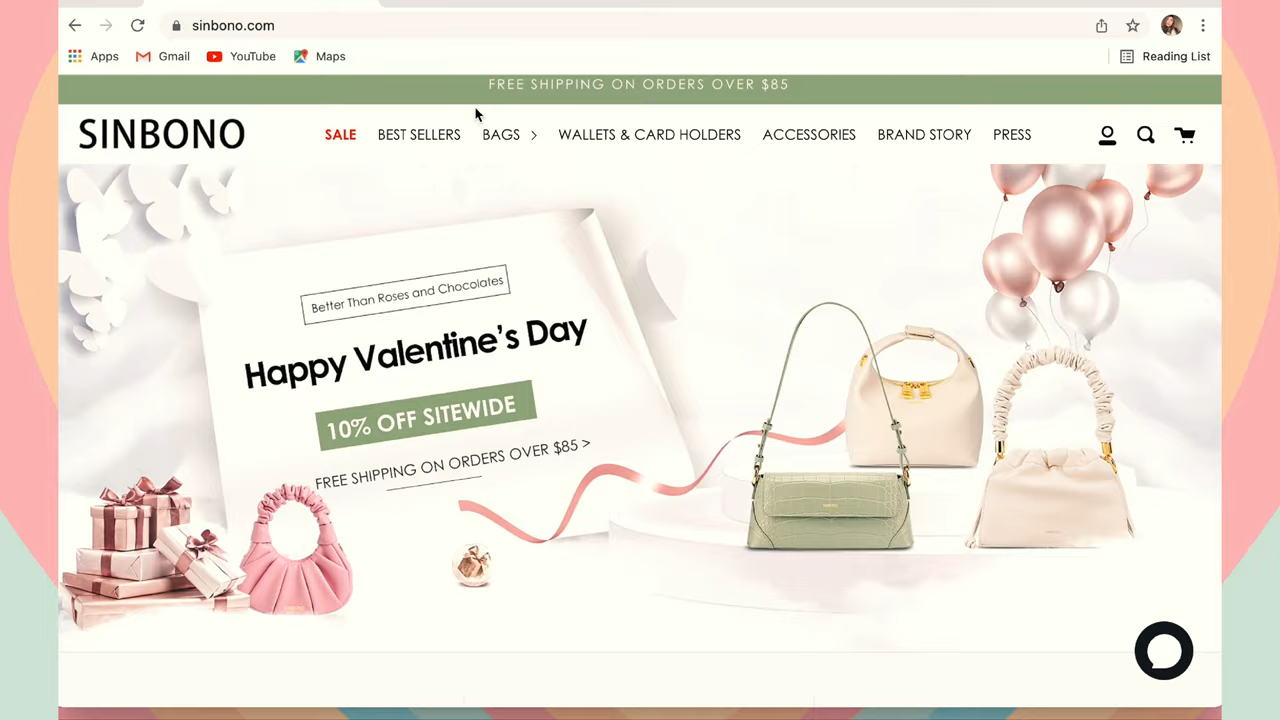 sinbono.com
Apps Gmail YouTube Maps Reading List
FREE SHIPPING ON ORDERS OVER $85
SINBONO SALE BEST SELLERS BAGS > WALLETS & CARD HOLDERS ACCESSORIES BRAND STORY PRESS
Better Than Roses and Chocolates
Happy Valentine's Day
10% OFF SITEWIDE
FREE SHIPPING ON ORDERS OVER $85 >